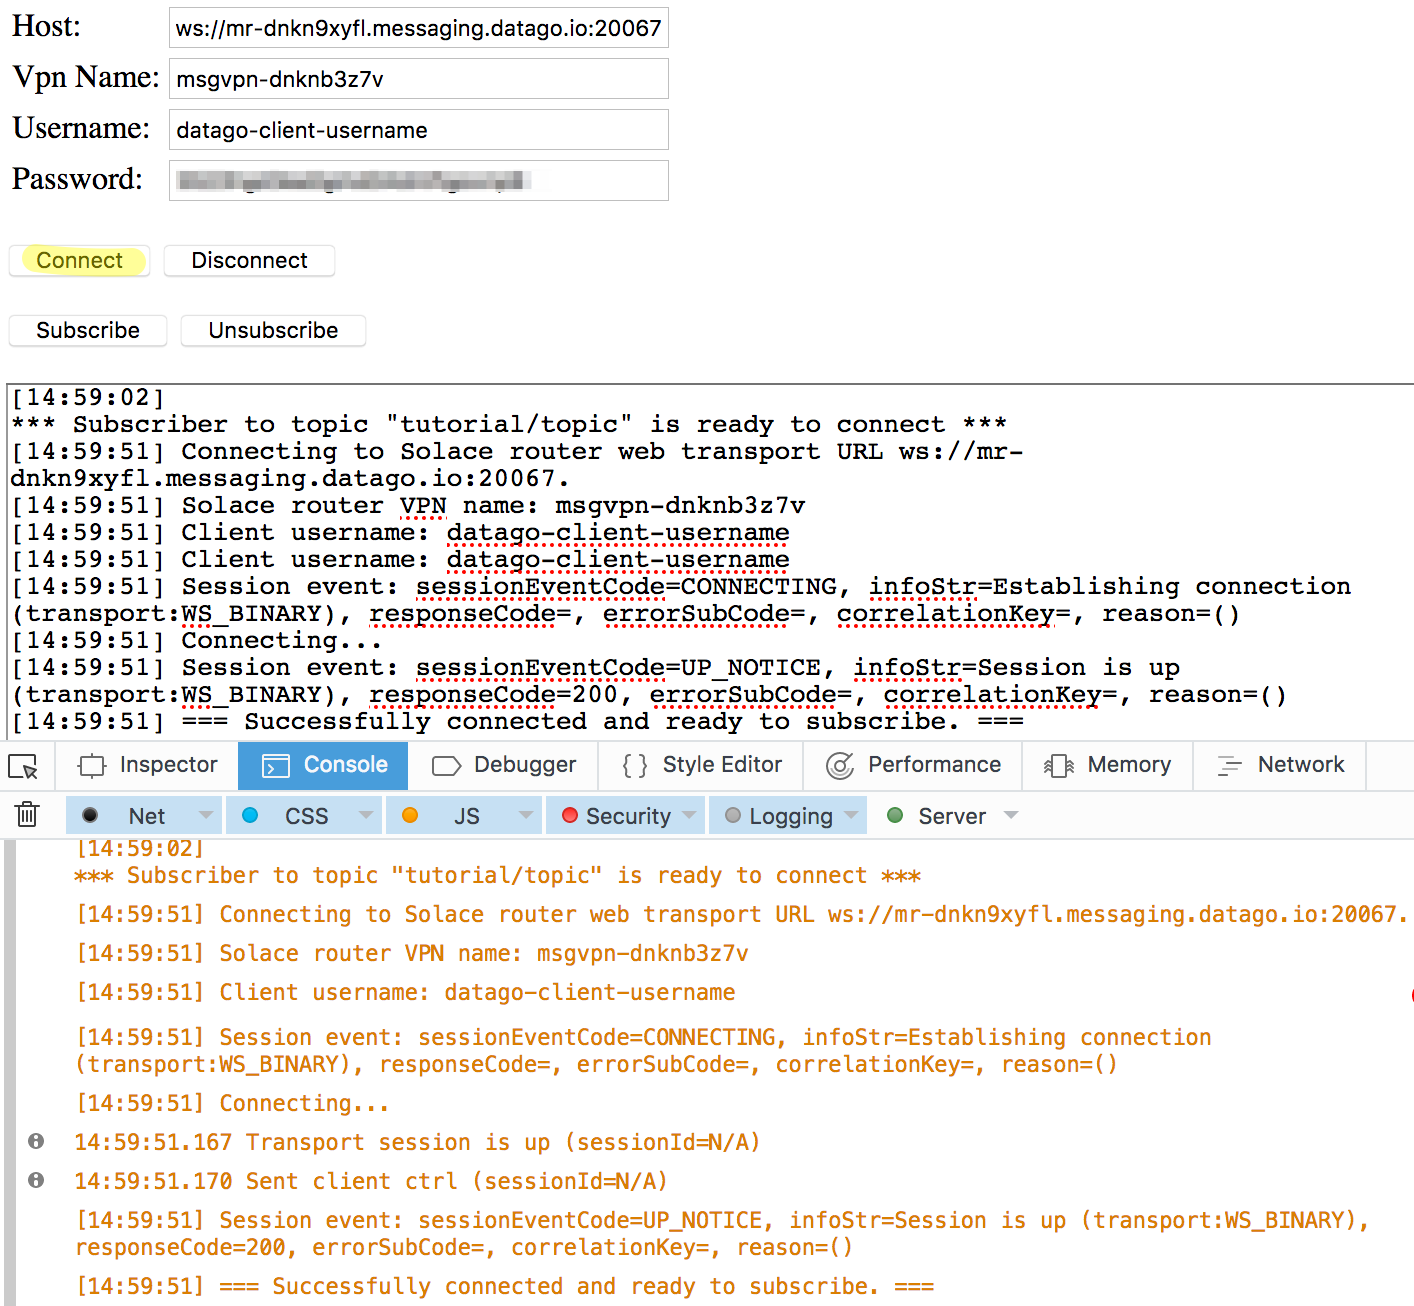 Host: ws://mr-dnkn9xyfl.messaging.datago.io:20067
Vpn Name: msgvpn-dnknb3z7v
Username: datago-client-username
Password:
Connect Disconnect
Subscribe Unsubscribe
[14:59:02]
*** Subscriber to topic "tutorial/topic" is ready to connect ***
[14:59:51] Connecting to Solace router web transport URL ws://mr-
dnkn9xyfl.messaging.datago.io:20067.
[14:59:51] Solace router VPN name: msgvpn-dnknb3z7v
[14:59:51] Client username: datago-client-username
[14:59:51] Client username: datago-client-username
[14:59:51] Session event: sessionEventCode=CONNECTING, infoStr=Establishing connection
(transport:WS_BINARY), responseCode=, errorSubCode=, correlationKey=, reason=()
[14:59:51] Connecting...
[14:59:51] Session event: sessionEventCode=UP_NOTICE, infoStr=Session is up
(transport:WS_BINARY), responseCode=200, errorSubCode=, correlationKey=, reason=()
[14:59:51] === Successfully connected and ready to subscribe. ===
Inspector Console Debugger { } Style Editor Performance Memory Network
Net CSS JS Security Logging Server
[14:59:02]
*** Subscriber to topic "tutorial/topic" is ready to connect ***
[14:59:51] Connecting to Solace router web transport URL ws://mr-dnkn9xyfl.messaging.datago.io:20067.
[14:59:51] Solace router VPN name: msgvpn-dnknb3z7v
[14:59:51] Client username: datago-client-username
[14:59:51] Session event: sessionEventCode=CONNECTING, infoStr=Establishing connection
(transport:WS_BINARY), responseCode=, errorSubCode=, correlationKey=, reason=()
[14:59:51] Connecting...
14:59:51.167 Transport session is up (sessionId=N/A)
14:59:51.170 Sent client ctrl (sessionId=N/A)
[14:59:51] Session event: sessionEventCode=UP_NOTICE, infoStr=Session is up (transport:WS_BINARY),
responseCode=200, errorSubCode=, correlationKey=, reason=()
[14:59:51] === Successfully connected and ready to subscribe. ===